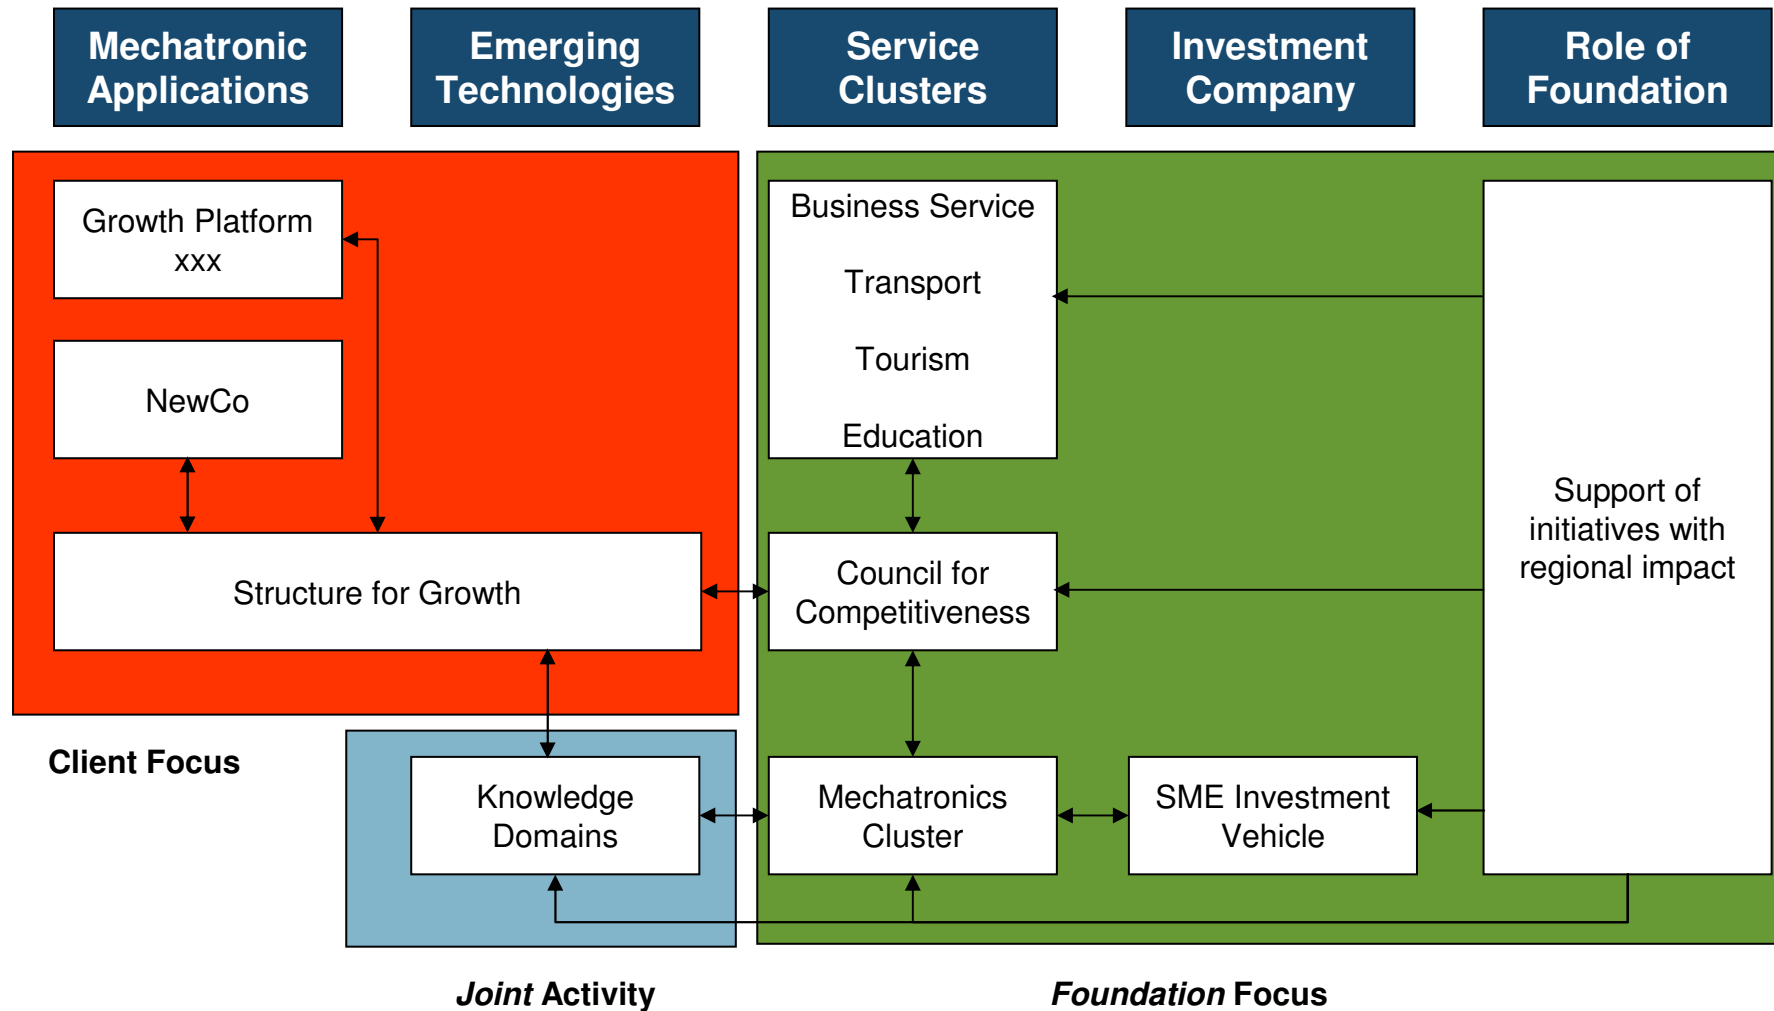 Mechatronic
Applications
Emerging
Technologies
Service
Clusters
Investment
Company
Role of
Foundation
Growth Platform
xxx
NewCo
Structure for Growth
Client Focus
Business Service
Transport
Tourism
Education
Council for
Competitiveness
Support of
initiatives with
regional impact
Knowledge
Domains
Mechatronics
Cluster
SME Investment
Vehicle
Joint Activity
Foundation Focus